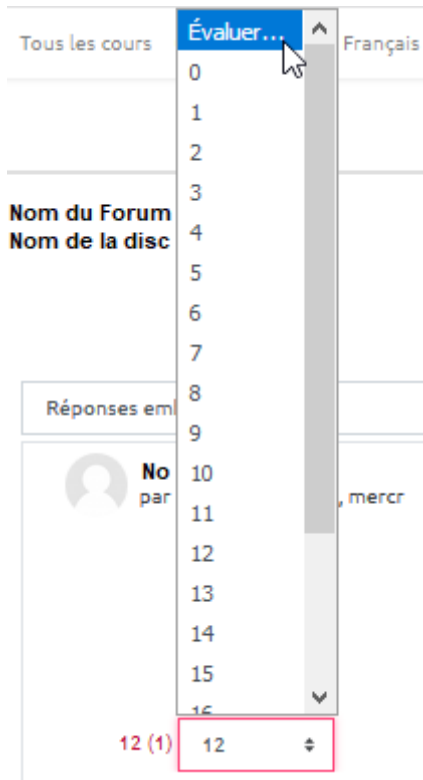 Évaluer...
Tous les cours
Français
0
1
2
3
Nom du Forum
4
Nom de la disc
5
6
7
8
Réponses
9
No
10
par
, mercr
11
12
13
14
15
16
12 (1)
12